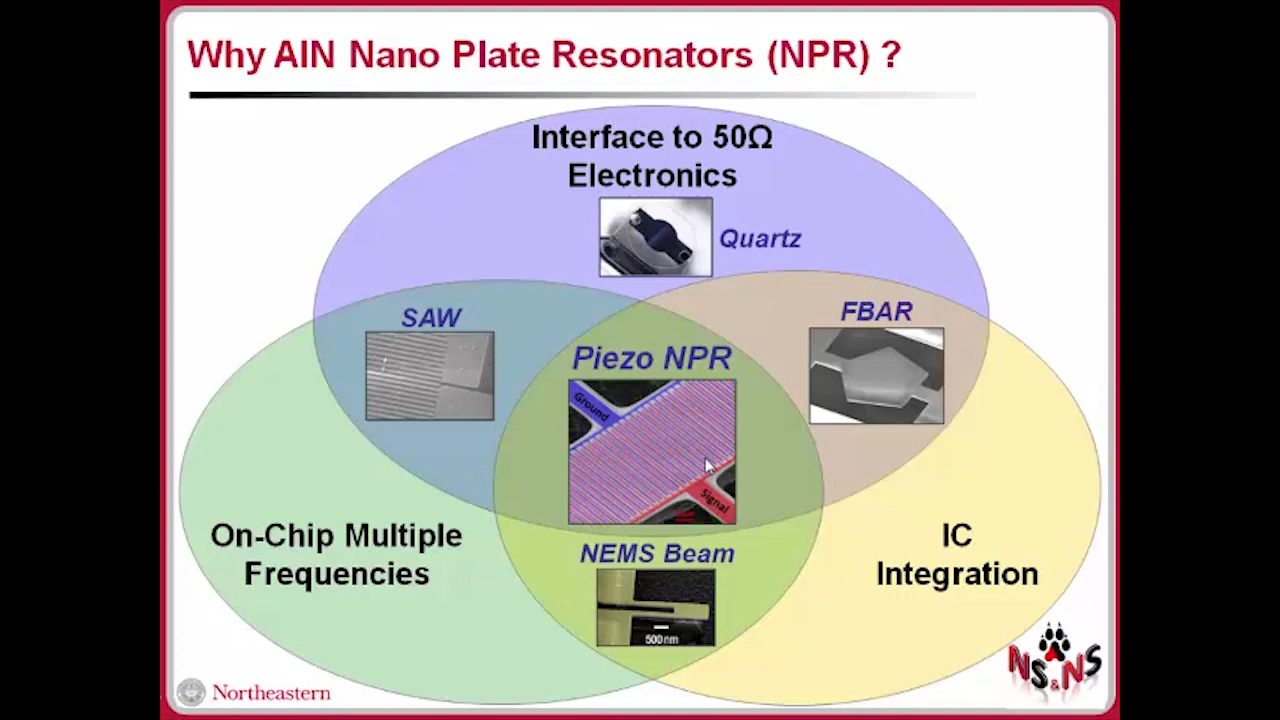 Why AlN Nano Plate Resonators (NPR) ?
Interface to 50Ω
Electronics
Quartz
SAW
FBAR
Piezo NPR
Ground
Signal
On-Chip Multiple
Frequencies
NEMS Beam
500nm
IC
Integration
NS&NS
Northeastern